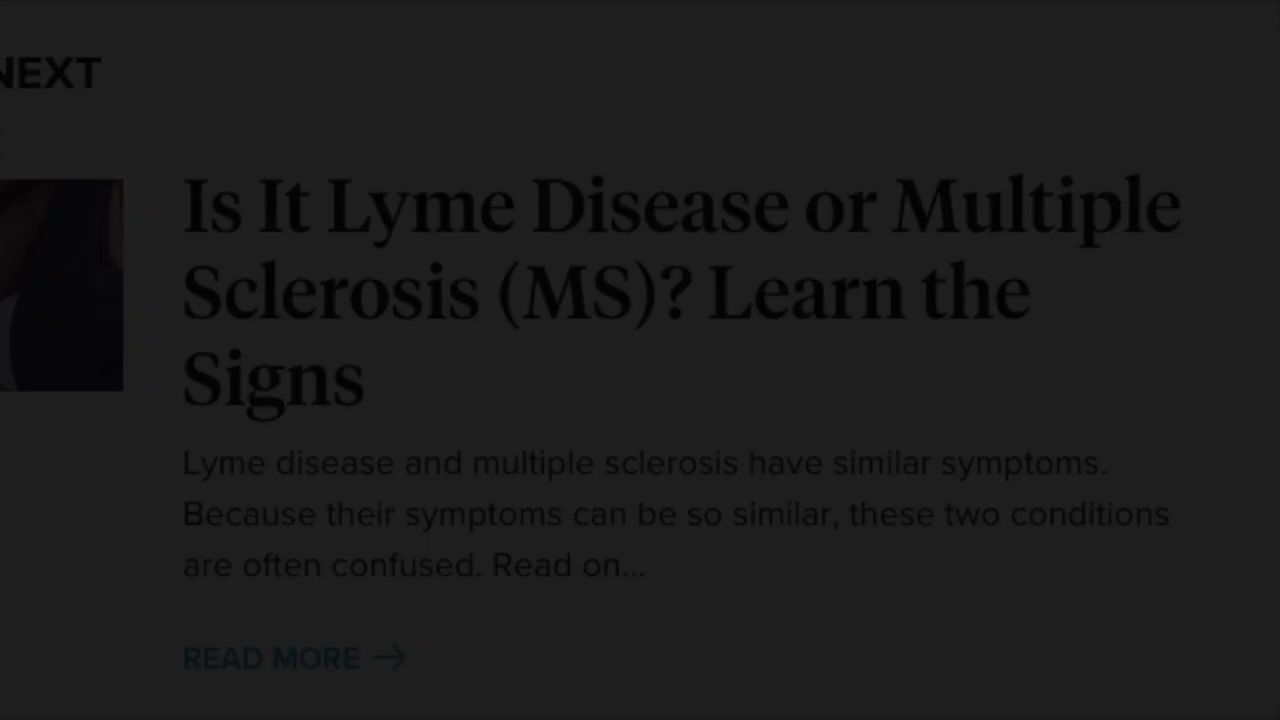 NEXT
Is It Lyme Disease or Multiple
Sclerosis (MS)? Learn the
Signs
Lyme disease and multiple sclerosis have similar symptoms.
Because their symptoms can be so similar, these two conditions
are often confused. Read on...
READ MORE →